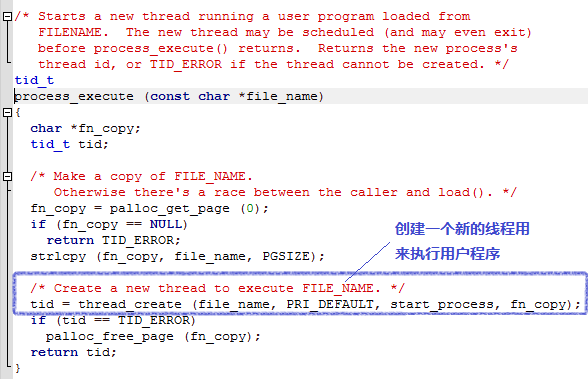 /* Starts a new thread running a user program loaded from
   FILENAME.  The new thread may be scheduled (and may even exit)
   before process_execute() returns.  Returns the new process's
   thread id, or TID_ERROR if the thread cannot be created. */
tid_t
process_execute (const char *file_name)
{
  char *fn_copy;
  tid_t tid;

  /* Make a copy of FILE_NAME.
     Otherwise there's a race between the caller and load(). */
  fn_copy = palloc_get_page (0);
  if (fn_copy == NULL)
    return TID_ERROR;
  strlcpy (fn_copy, file_name, PGSIZE);
创建一个新的线程用
来执行用户程序

  /* Create a new thread to execute FILE_NAME. */
  tid = thread_create (file_name, PRI_DEFAULT, start_process, fn_copy);
  if (tid == TID_ERROR)
    palloc_free_page (fn_copy);
  return tid;
}